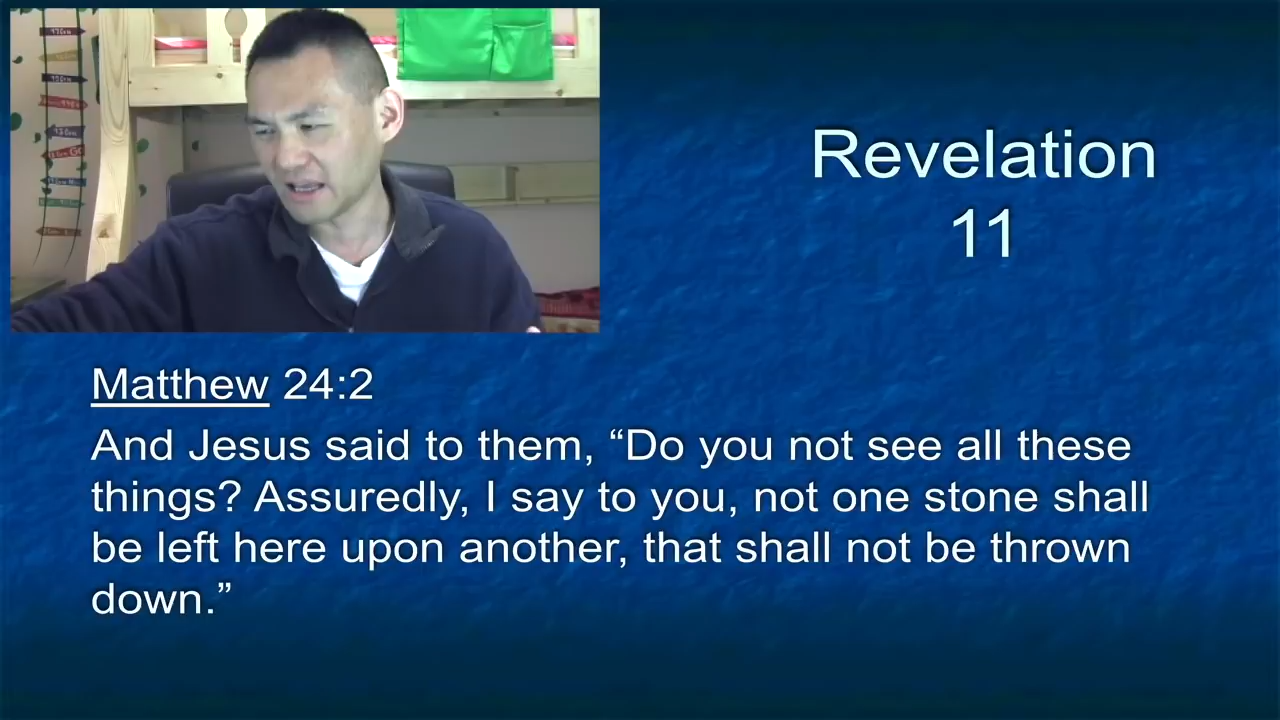 Revelation
11
Matthew 24:2
And Jesus said to them, “Do you not see all these
things? Assuredly, I say to you, not one stone shall
be left here upon another, that shall not be thrown
down.”